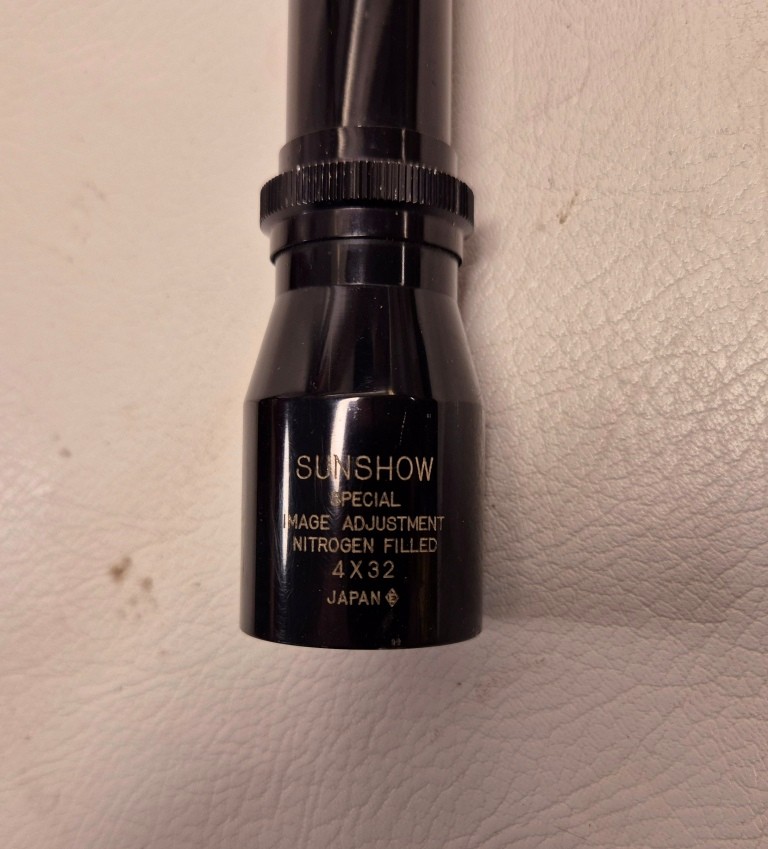 SUNSHOW
SPECIAL
IMAGE ADJUSTMENT
NITROGEN FILLED
4X32
JAPAN